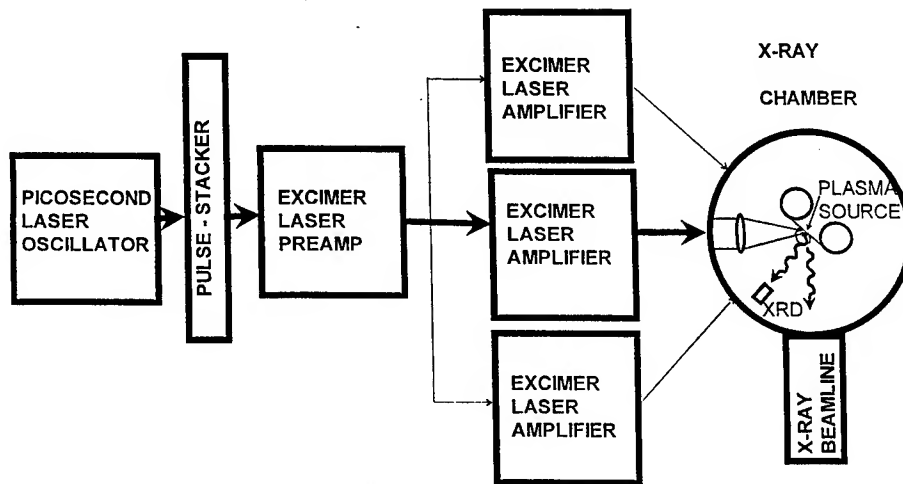 PICOSECOND
LASER
OSCILLATOR
PULSE - STACKER
EXCIMER
LASER
PREAMP
EXCIMER
LASER
AMPLIFIER
EXCIMER
LASER
AMPLIFIER
EXCIMER
LASER
AMPLIFIER
X-RAY
CHAMBER
PLASMA
SOURCE
XRD
X-RAY
BEAMLINE